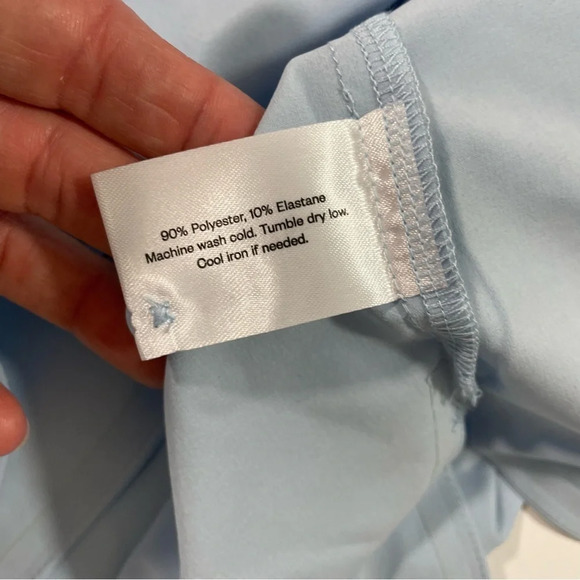 90% Polyester, 10% Elastane
Machine wash cold. Tumble dry low.
Cool iron if needed.